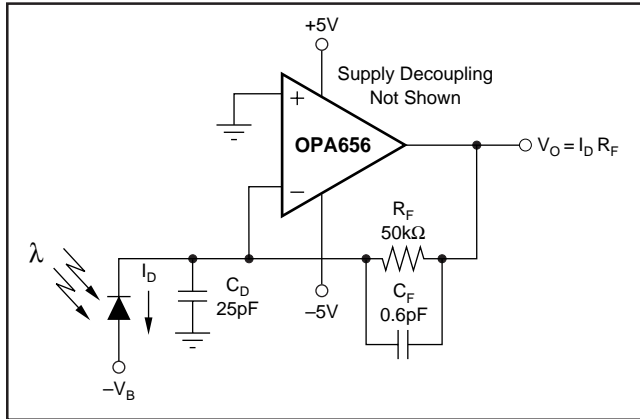 +5V
Supply Decoupling
Not Shown
+
OPA656
−
V_O = I_D R_F
R_F
50kΩ
λ
I_D
C_D
25pF
−5V
C_F
0.6pF
−V_B